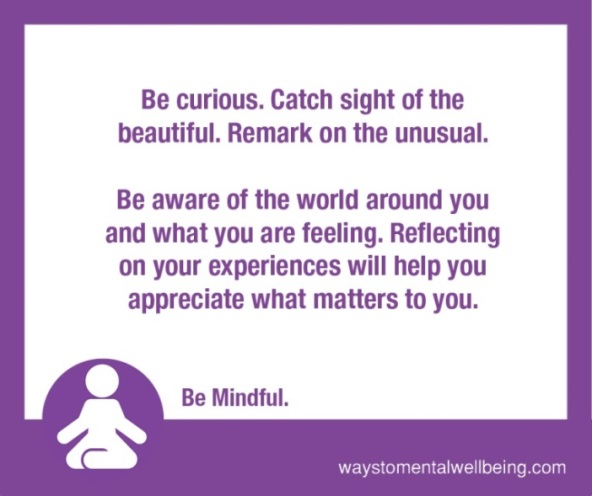 Be curious. Catch sight of the
beautiful. Remark on the unusual.
Be aware of the world around you
and what you are feeling. Reflecting
on your experiences will help you
appreciate what matters to you.
Be Mindful.
waystomentalwellbeing.com